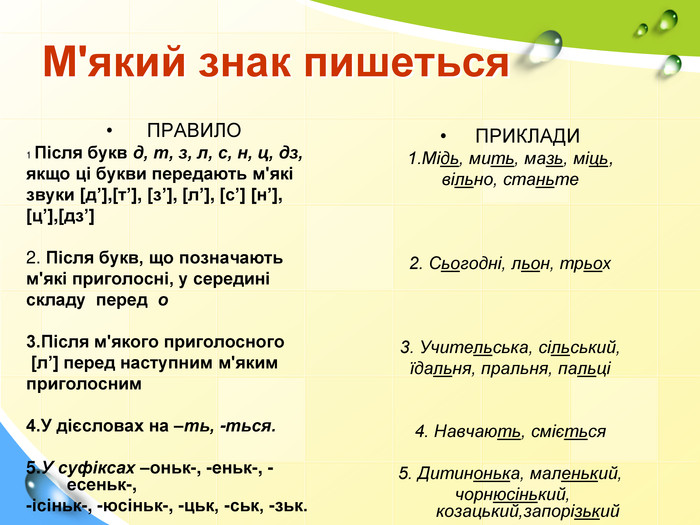 М'який знак пишеться
• ПРАВИЛО
1 Після букв д, т, з, л, с, н, ц, дз,
якщо ці букви передають м'які
звуки [д’],[т’], [з’], [л’], [с’] [н’],
[ц’],[дз’]
2. Після букв, що позначають
м'які приголосні, у середині
складу перед о
3.Після м'якого приголосного
[л’] перед наступним м'яким
приголосним
4.У дієсловах на –ть, -ться.
5.У суфіксах –оньк-, -еньк-, -
есеньк-,
-ісіньк-, -юсіньк-, -цьк, -ськ, -зьк.
• ПРИКЛАДИ
1.Мідь, мить, мазь, міць,
вільно, станьте
2. Сьогодні, льон, трьох
3. Учительська, сільський,
їдальня, пральня, пальці
4. Навчають, сміється
5. Дитинонька, маленький,
чорнюсінький,
козацький,запорізький